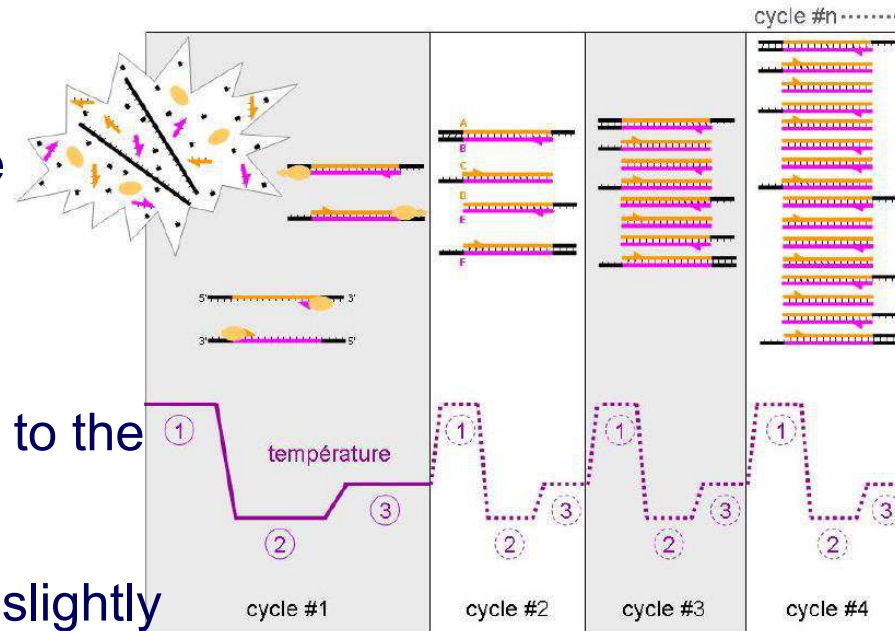 cycle #n
e
A
B
C
B
E
F
5' 3'
3' 5'
to the
1 1 1 1
température
3 3 3 3
2 2 2 2
slightly
cycle #1 cycle #2 cycle #3 cycle #4